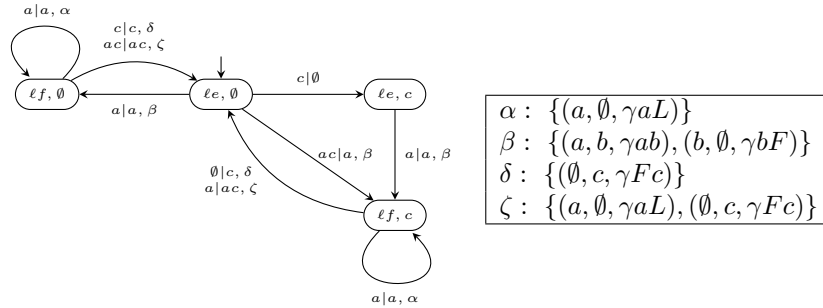 a|a, α
c|c, δ
ac|ac, ζ
ℓf, ∅
ℓe, ∅
c|∅
ℓe, c
a|a, β
∅|c, δ
a|ac, ζ
ac|a, β
a|a, β
ℓf, c
a|a, α
α : {(a, ∅, γaL)}
β : {(a, b, γab), (b, ∅, γbF)}
δ : {(∅, c, γFc)}
ζ : {(a, ∅, γaL), (∅, c, γFc)}